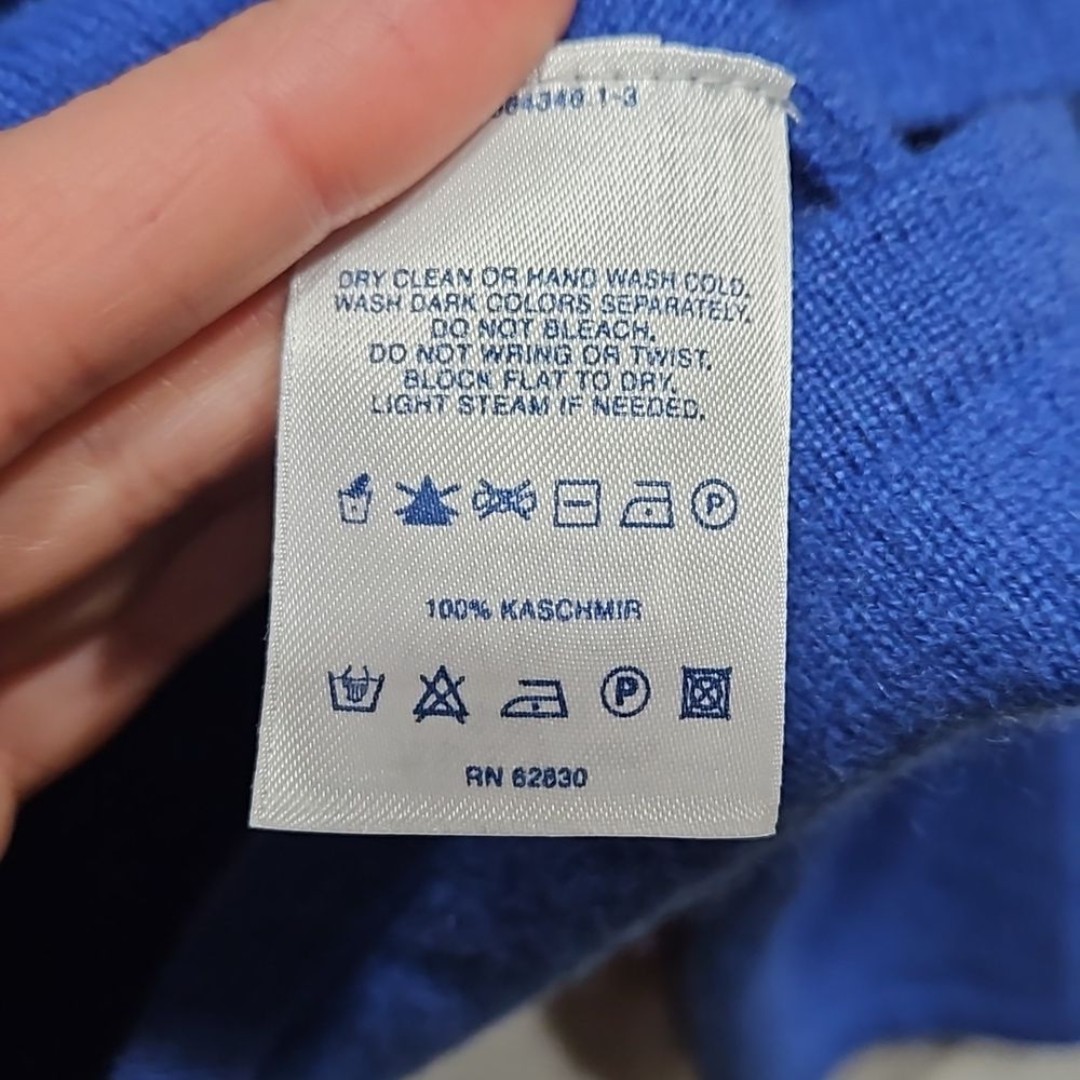 DRY CLEAN OR HAND WASH COLD.
WASH DARK COLORS SEPARATELY.
DO NOT BLEACH.
DO NOT WRING OR TWIST.
BLOCK FLAT TO DRY.
LIGHT STEAM IF NEEDED.
P
100% KASCHMIR
P
RN 62830